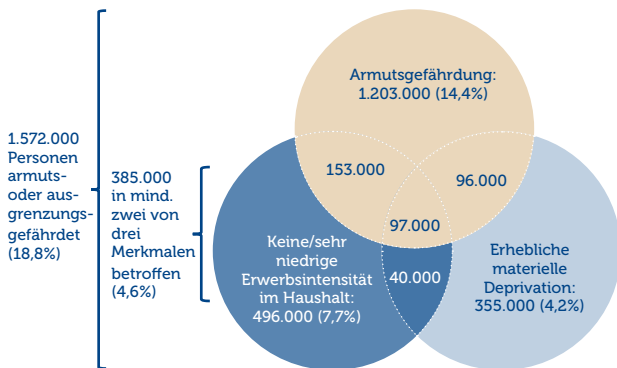 Armutsgefährdung:
1.203.000 (14,4%)
1.572.000
Personen
armuts-
oder aus-
grenzungs-
gefährdet
(18,8%)
385.000
in mind.
zwei von
drei
Merkmalen
betroffen
(4,6%)
153.000
96.000
97.000
40.000
Keine/sehr
niedrige
Erwerbsintensität
im Haushalt:
496.000 (7,7%)
Erhebliche
materielle
Deprivation:
355.000 (4,2%)